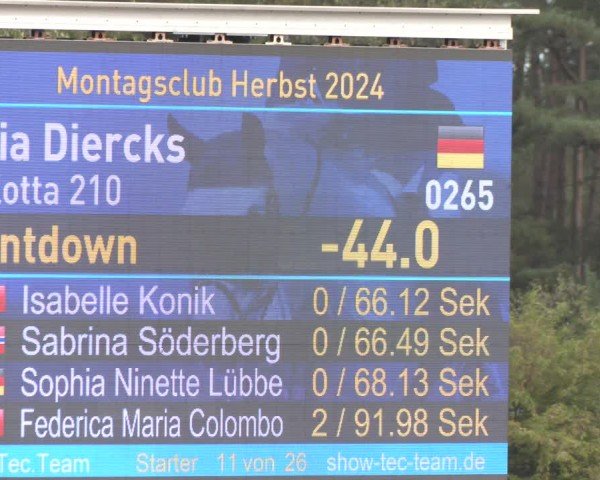 Montagsclub Herbst 2024
ia Diercks
otta 210
0265
ntdown -44.0
Isabelle Konik 0 / 66.12 Sek
Sabrina Söderberg 0 / 66.49 Sek
Sophia Ninette Lübbe 0 / 68.13 Sek
Federica Maria Colombo 2 / 91.98 Sek
Tec.Team Starter 11 von 26 show-tec-team.de